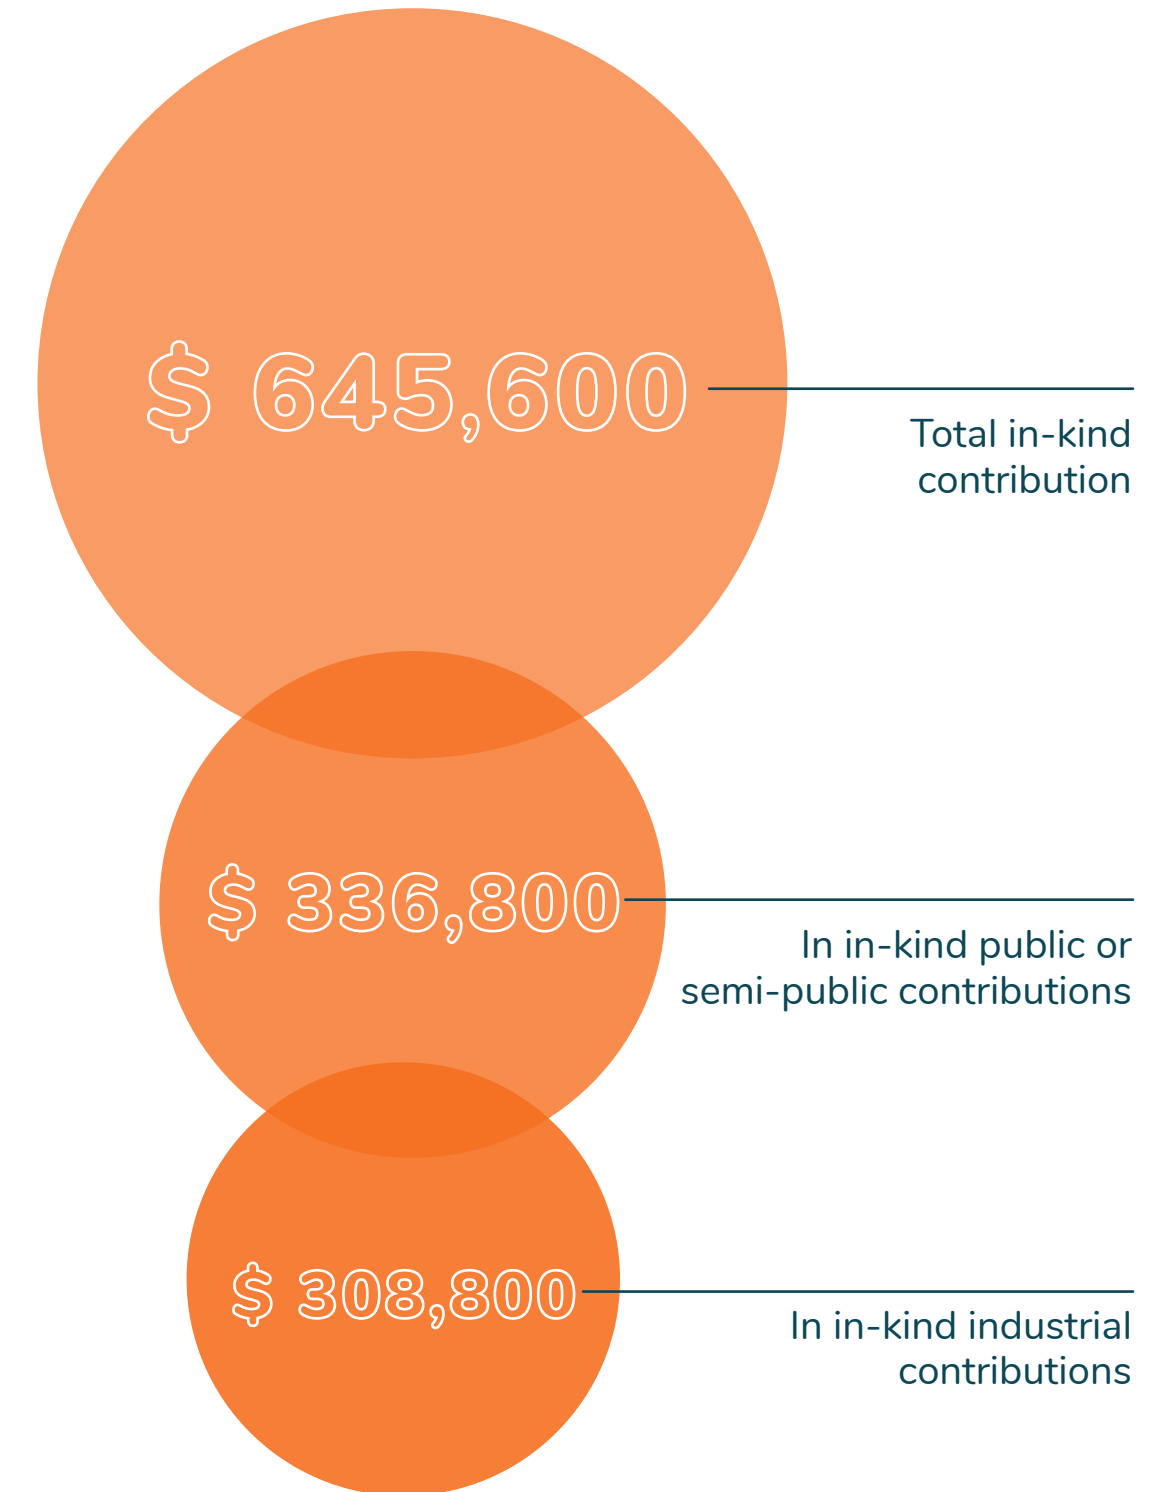 $ 645,600
Total in-kind
contribution
$ 336,800
In in-kind public or
semi-public contributions
$ 308,800
In in-kind industrial
contributions